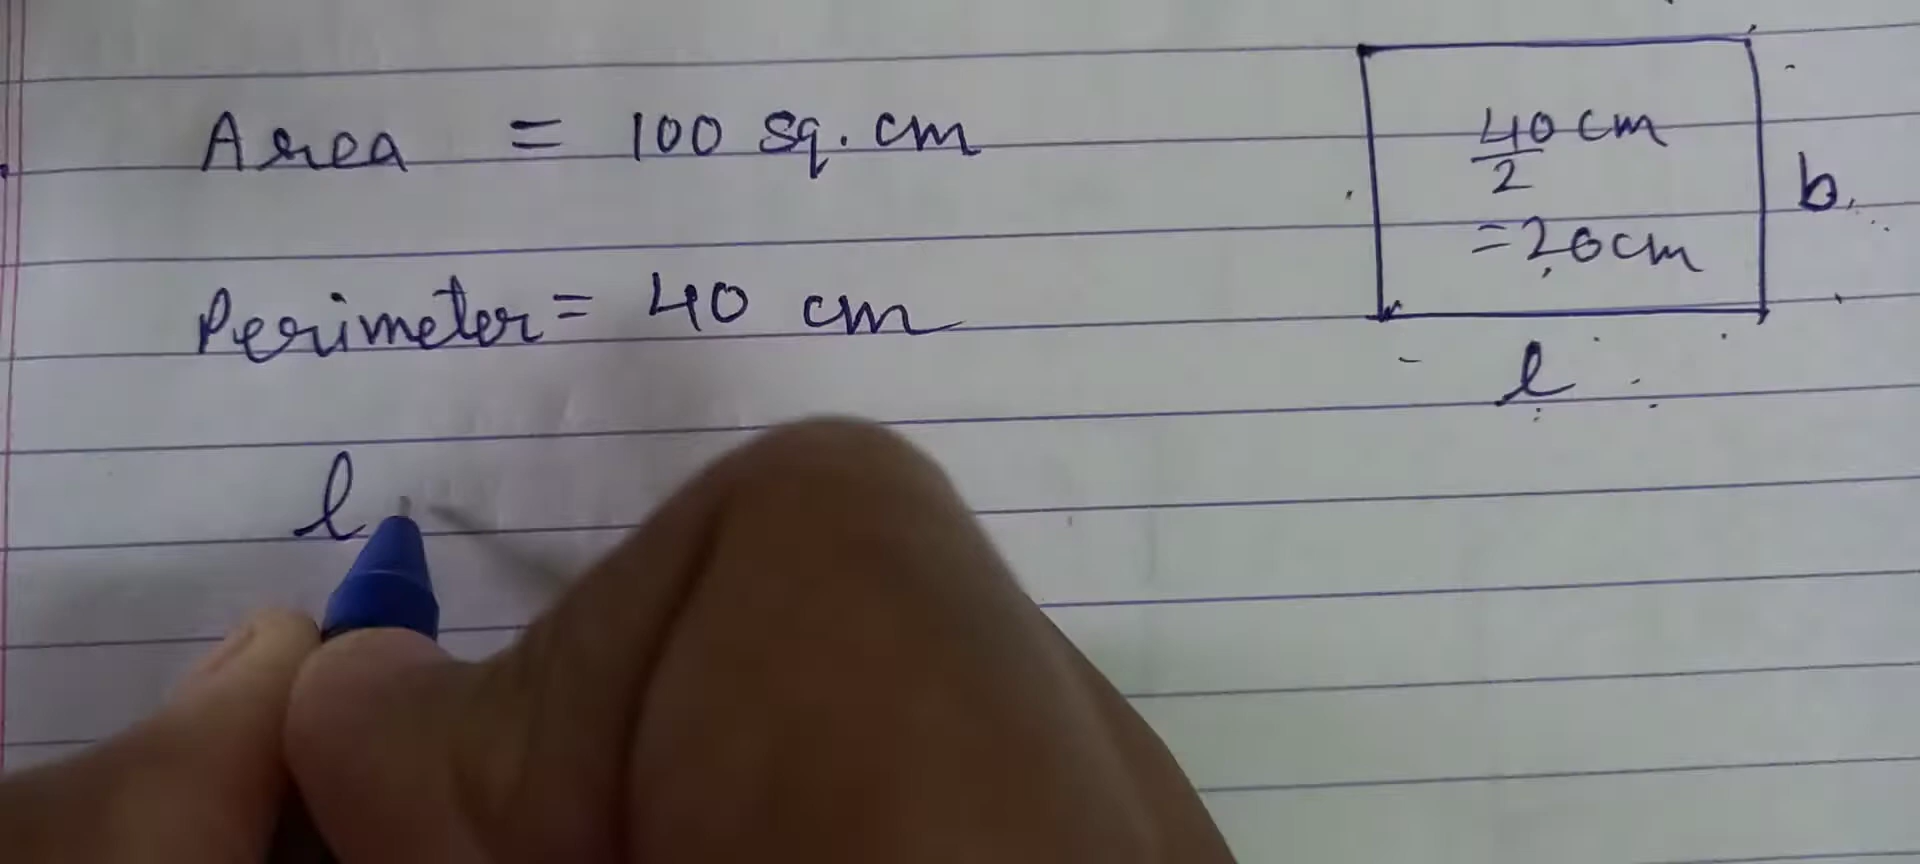 Area = 100 sq. cm
Perimeter = 40 cm
l
40 cm
2
= 20 cm
b
l